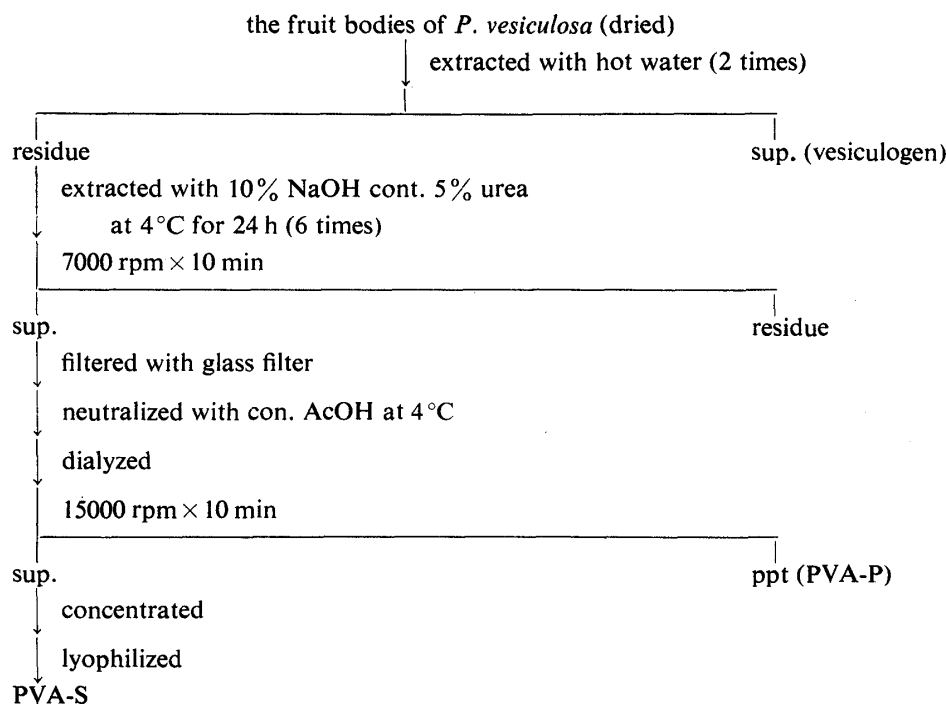 the fruit bodies of P. vesiculosa (dried)
extracted with hot water (2 times)
residue
sup. (vesiculogen)
extracted with 10% NaOH cont. 5% urea
at 4°C for 24 h (6 times)
7000 rpm × 10 min
sup.
residue
filtered with glass filter
neutralized with con. AcOH at 4°C
dialyzed
15000 rpm × 10 min
sup.
ppt (PVA-P)
concentrated
lyophilized
PVA-S